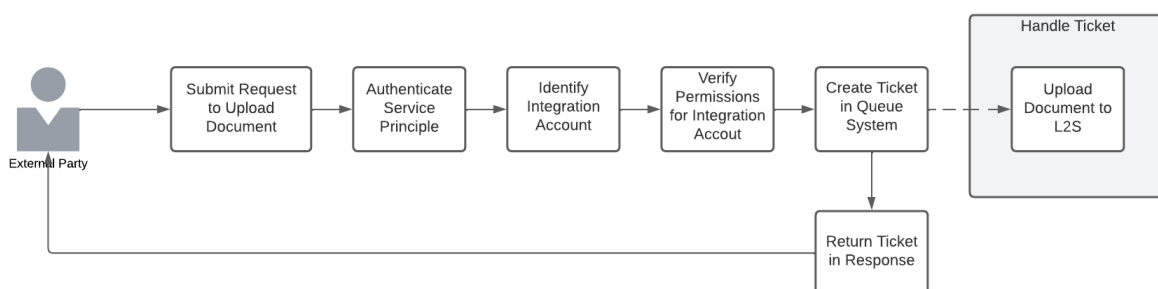 Handle Ticket
External Party
Submit Request
to Upload
Document
Authenticate
Service
Principle
Identify
Integration
Account
Verify
Permissions
for Integration
Accout
Create Ticket
in Queue
System
Upload
Document to
L2S
Return Ticket
in Response